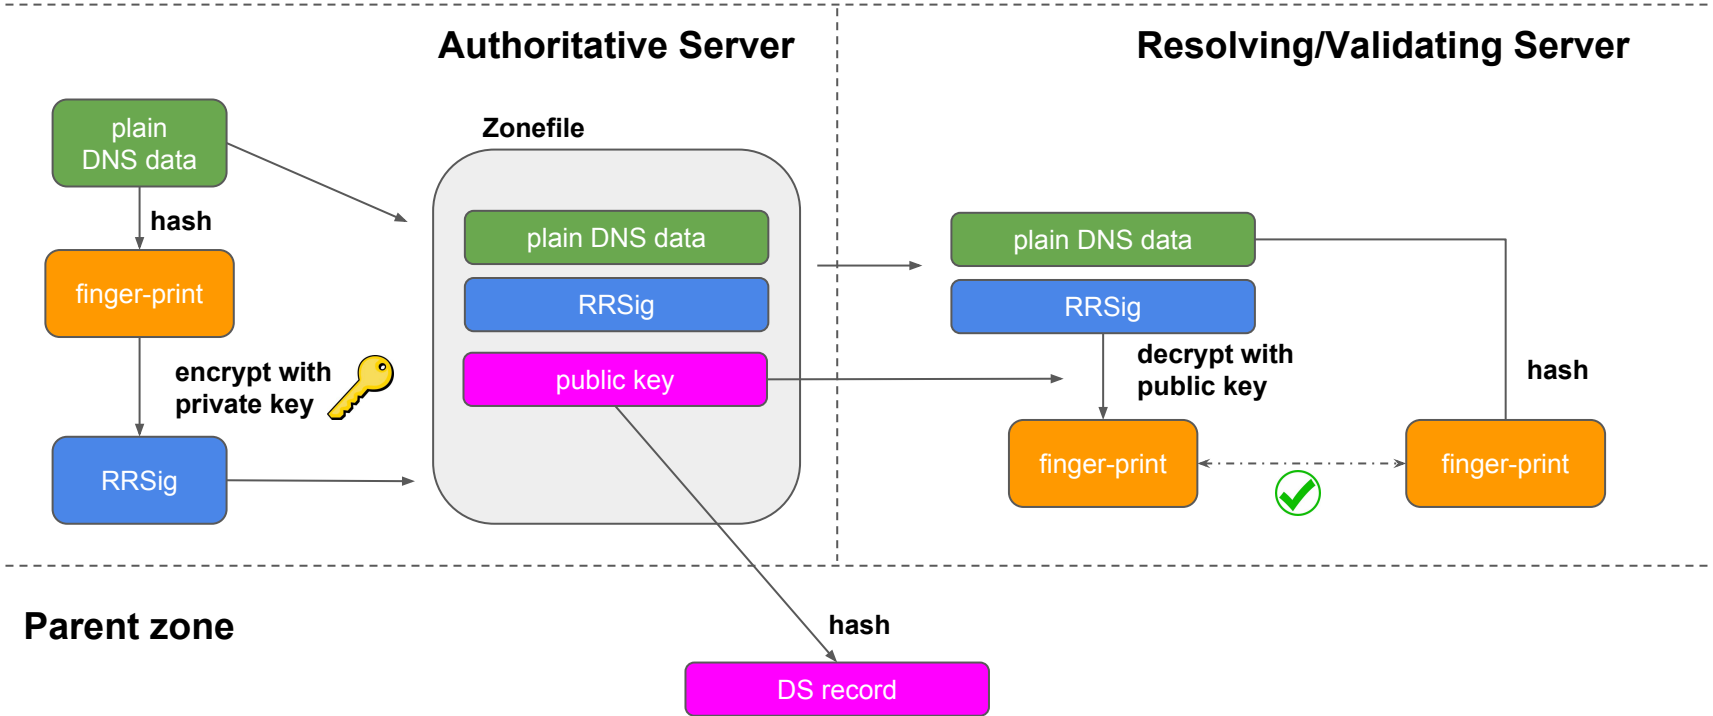 Authoritative Server
Resolving/Validating Server
plain
DNS data
hash
finger-print
encrypt with
private key
RRSig
Zonefile
plain DNS data
RRSig
public key
plain DNS data
RRSig
decrypt with
public key
hash
finger-print
finger-print
Parent zone
hash
DS record